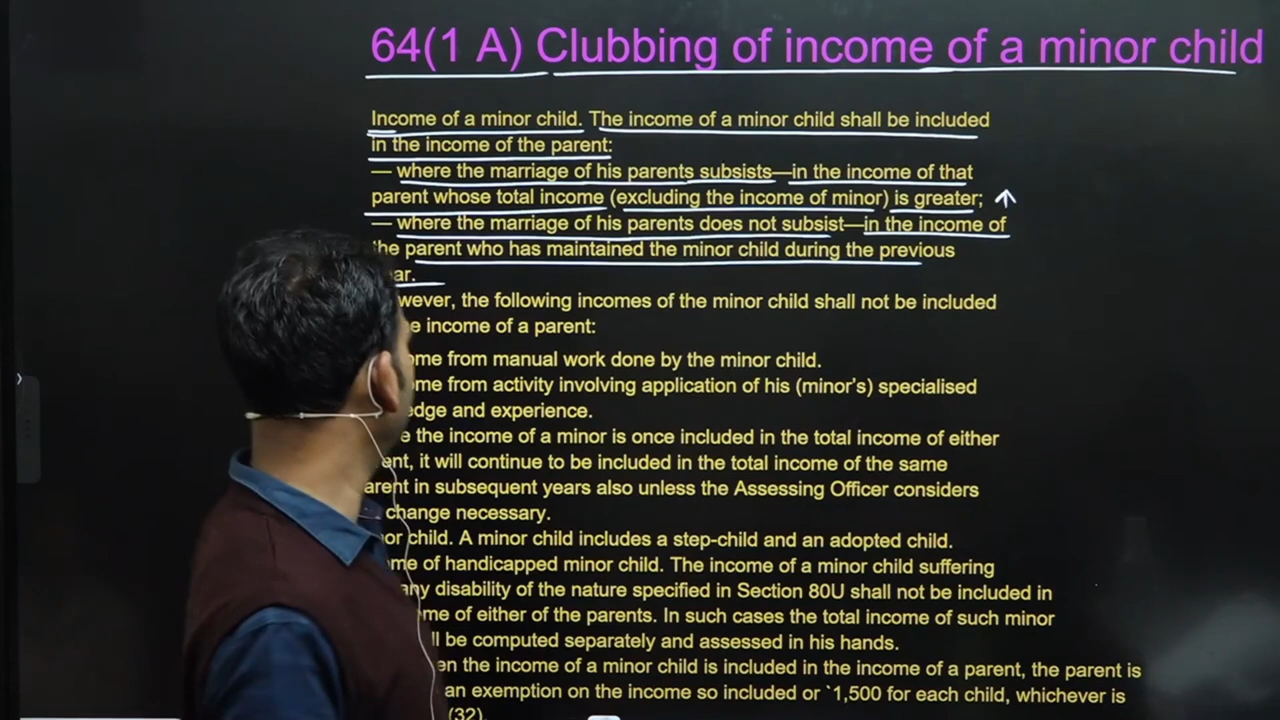 64(1 A) Clubbing of income of a minor child
Income of a minor child. The income of a minor child shall be included
in the income of the parent:
— where the marriage of his parents subsists—in the income of that
parent whose total income (excluding the income of minor) is greater;
— where the marriage of his parents does not subsist—in the income of
the parent who has maintained the minor child during the previous
ar.
wever, the following incomes of the minor child shall not be included
e income of a parent:
ome from manual work done by the minor child.
ome from activity involving application of his (minor's) specialised
edge and experience.
e the income of a minor is once included in the total income of either
ent, it will continue to be included in the total income of the same
arent in subsequent years also unless the Assessing Officer considers
change necessary.
nor child. A minor child includes a step-child and an adopted child.
ome of handicapped minor child. The income of a minor child suffering
any disability of the nature specified in Section 80U shall not be included in
me of either of the parents. In such cases the total income of such minor
ll be computed separately and assessed in his hands.
en the income of a minor child is included in the income of a parent, the parent is
an exemption on the income so included or `1,500 for each child, whichever is
(32).